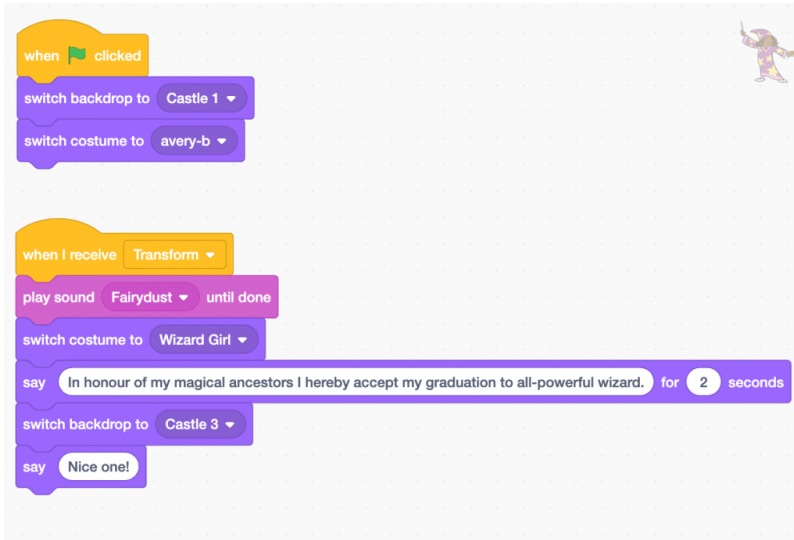 when clicked
switch backdrop to Castle 1
switch costume to avery-b
when I receive Transform
play sound Fairydust until done
switch costume to Wizard Girl
say In honour of my magical ancestors I hereby accept my graduation to all-powerful wizard. for 2 seconds
switch backdrop to Castle 3
say Nice one!